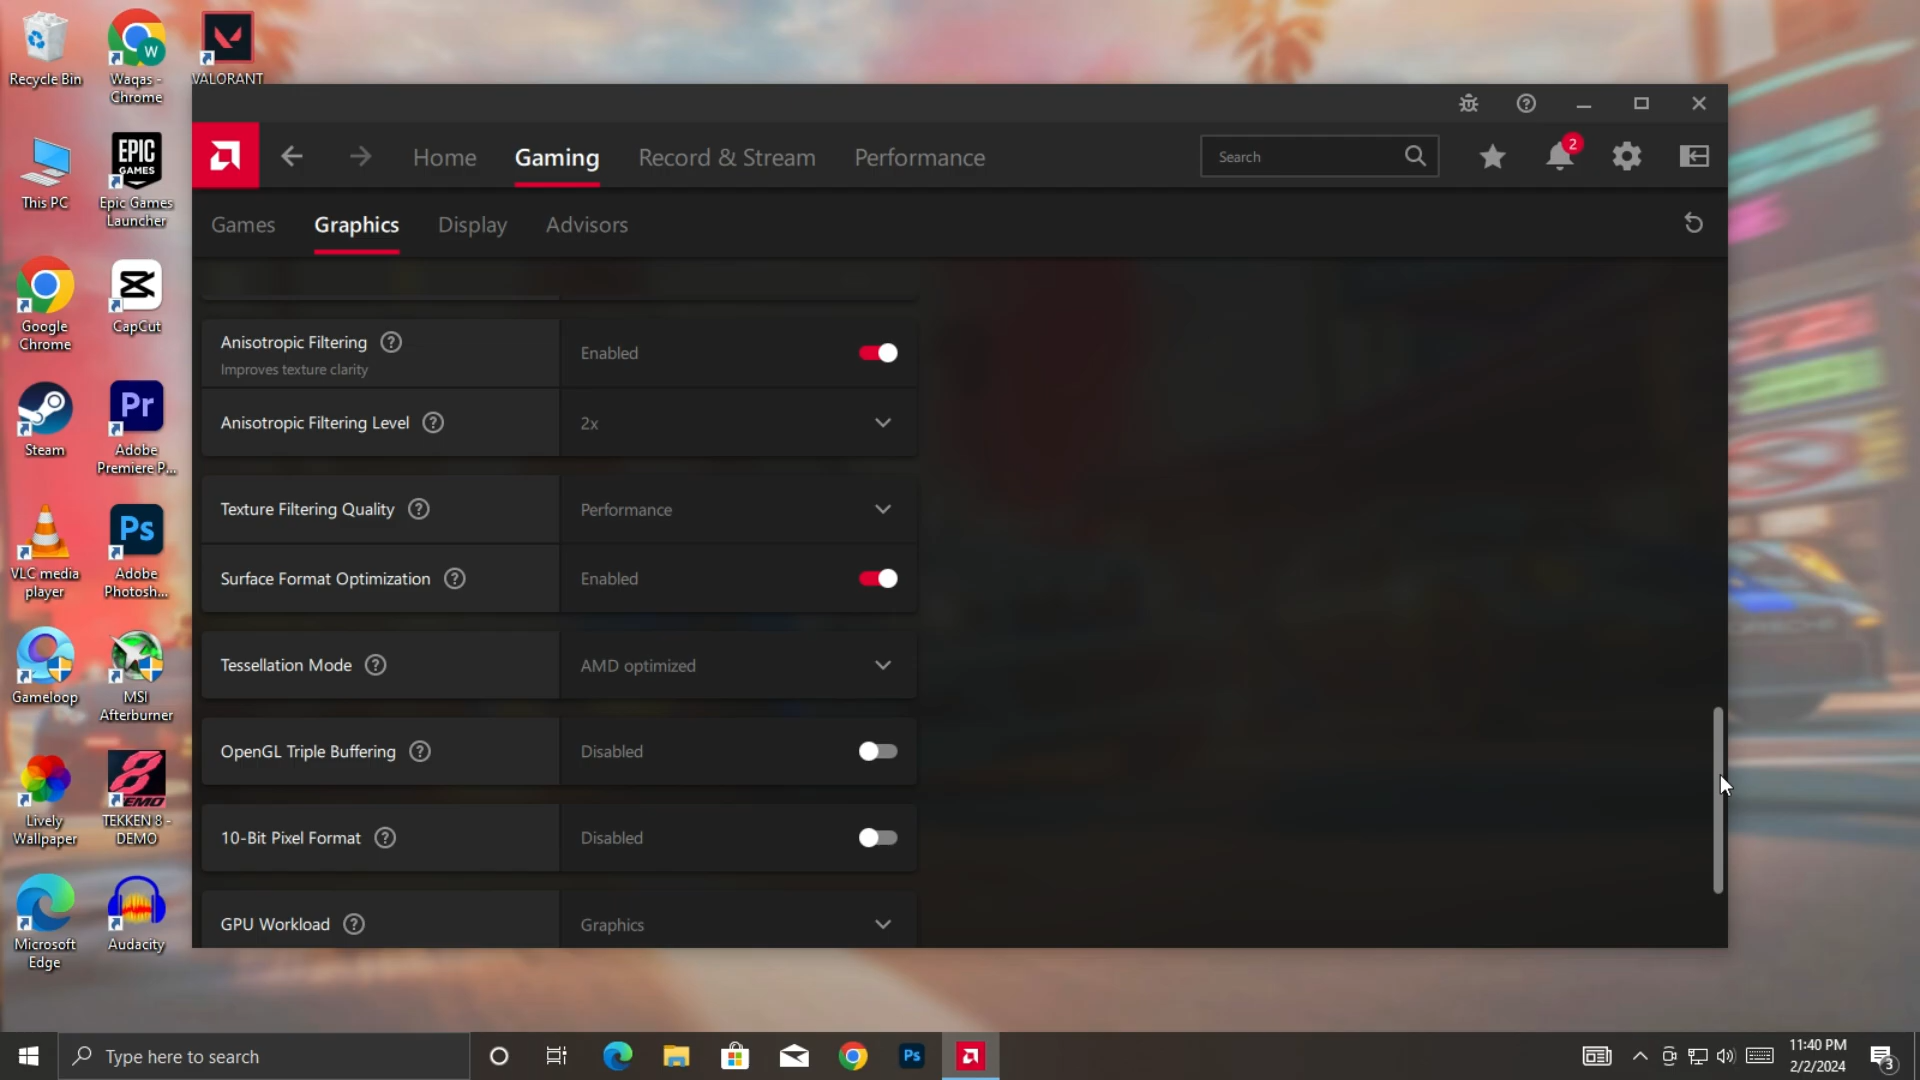 Recycle Bin
Waqas -
Chrome
VALORANT
This PC
EPIC
GAMES
Epic Games
Launcher
Google
Chrome
CapCut
Steam
Pr
Adobe
Premiere P...
VLC media
player
Ps
Adobe
Photosh...
Gameloop
MSI
Afterburner
Lively
Wallpaper
TEKKEN 8 -
DEMO
Microsoft
Edge
Audacity
Home
Gaming
Record & Stream
Performance
Search
2
Games
Graphics
Display
Advisors
Anisotropic Filtering
Improves texture clarity
Enabled
Anisotropic Filtering Level
2x
Texture Filtering Quality
Performance
Surface Format Optimization
Enabled
Tessellation Mode
AMD optimized
OpenGL Triple Buffering
Disabled
10-Bit Pixel Format
Disabled
GPU Workload
Graphics
Type here to search
Ps
11:40 PM
2/2/2024
3